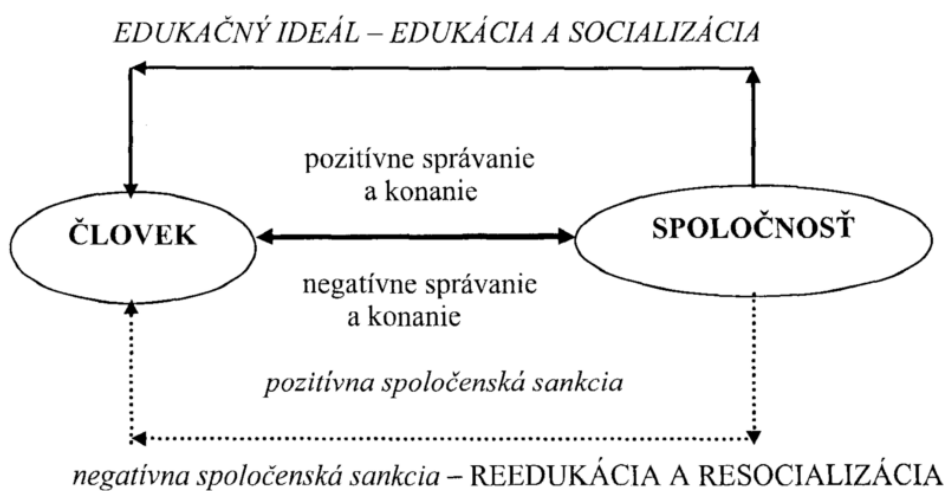 EDUKAČNÝ IDEÁL – EDUKÁCIA A SOCIALIZÁCIA
pozitívne správanie
a konanie
ČLOVEK
SPOLOČNOSŤ
negatívne správanie
a konanie
pozitívna spoločenská sankcia
negatívna spoločenská sankcia – REEDUKÁCIA A RESOCIALIZÁCIA